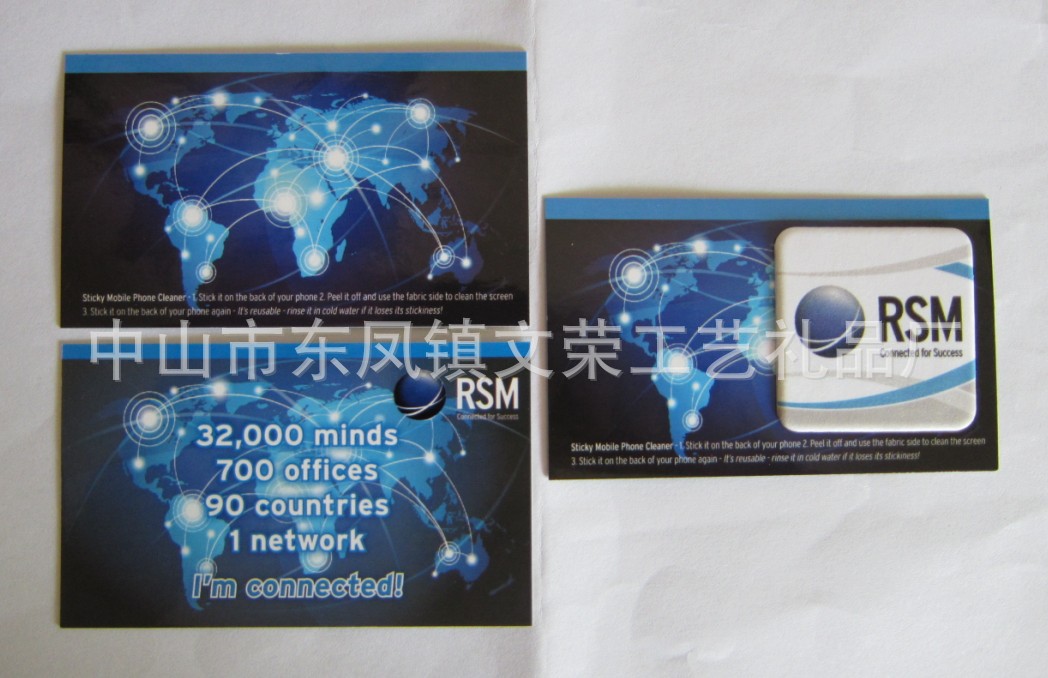 Sticky Mobile Phone Cleaner - 1. Stick it on the back of your phone 2. Peel it off and use the fabric side to clean the screen
3. Stick it on the back of your phone again - It's reusable - rinse it in cold water if it loses its stickiness!
中山市东凤镇文荣工艺礼品厂
RSM
Connected for Success
32,000 minds
700 offices
90 countries
1 network
I'm connected!
RSM
Connected for Success
Sticky Mobile Phone Cleaner - 1. Stick it on the back of your phone 2. Peel it off and use the fabric side to clean the screen
3. Stick it on the back of your phone again - It's reusable - rinse it in cold water if it loses its stickiness!